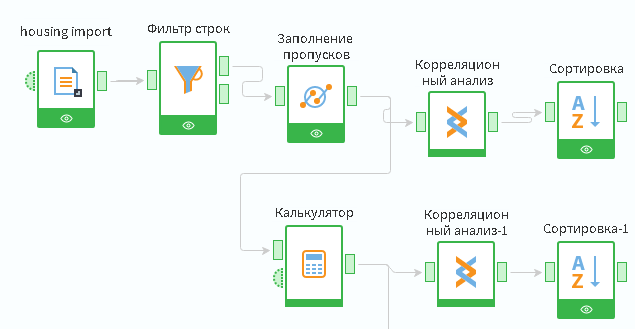 housing import
Фильтр строк
Заполнение
пропусков
Корреляцион
ный анализ
Сортировка
A
Z
Калькулятор
Корреляцион
ный анализ-1
Сортировка-1
A
Z